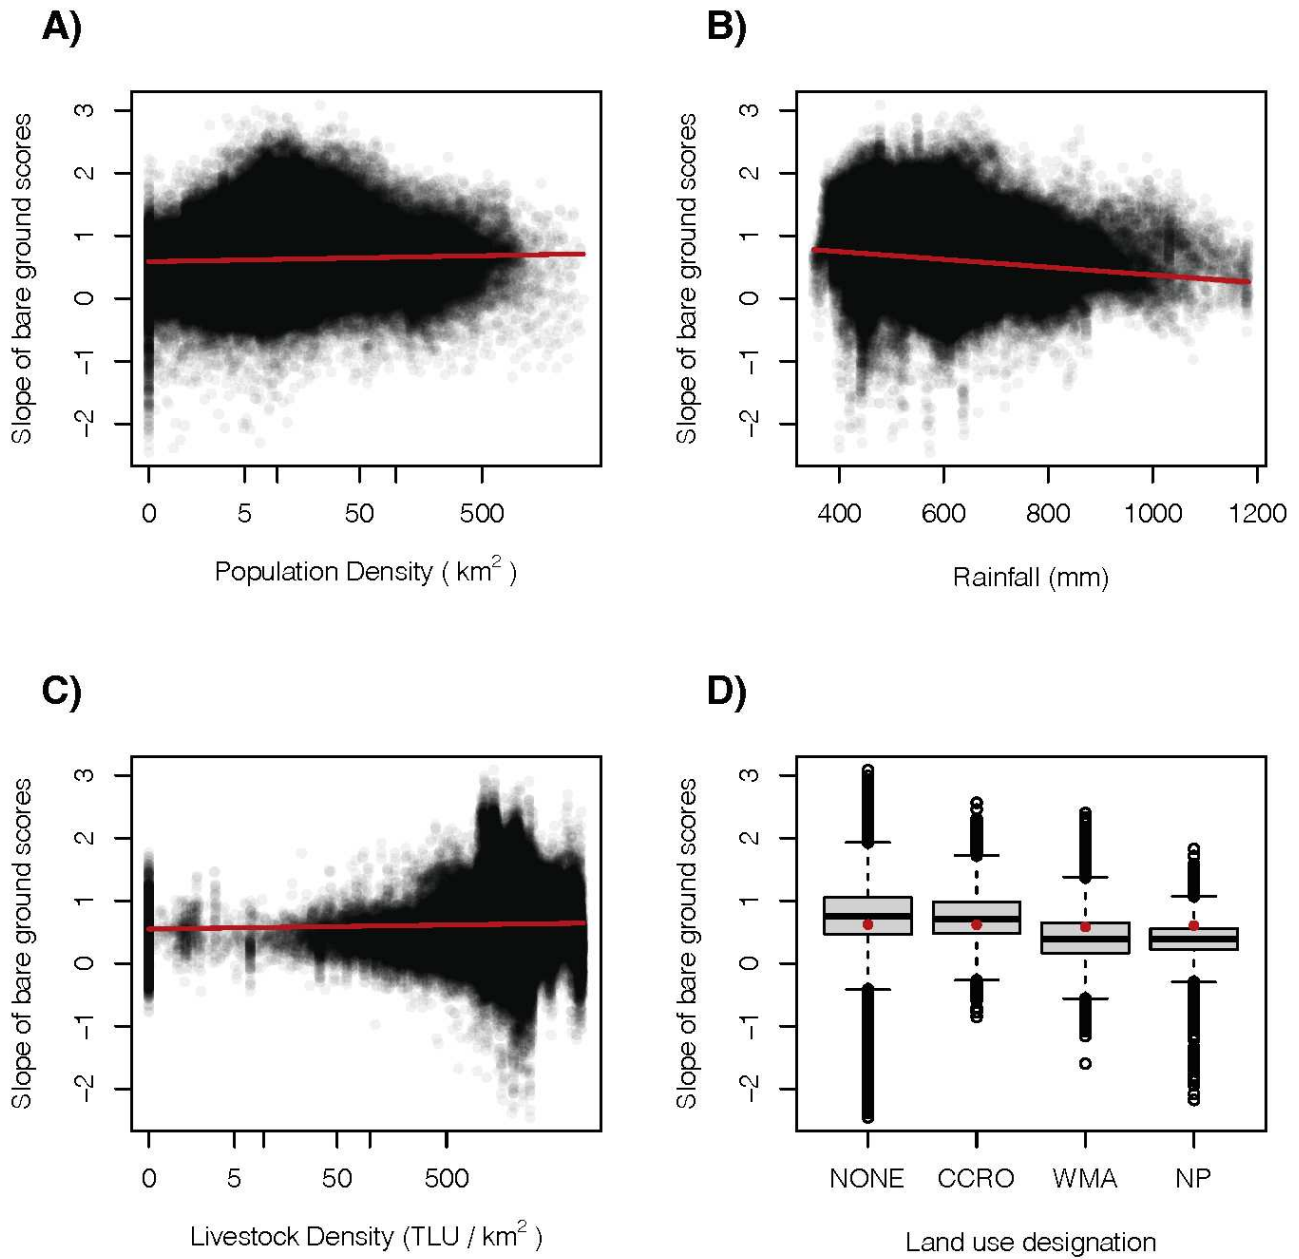 A)
B)
Slope of bare ground scores
3
2
1
0
−1
−2
0 5 50 500
Population Density ( km² )
Slope of bare ground scores
3
2
1
0
−1
−2
400 600 800 1000 1200
Rainfall (mm)
C)
D)
Slope of bare ground scores
3
2
1
0
−1
−2
0 5 50 500
Livestock Density (TLU / km² )
Slope of bare ground scores
3
2
1
0
−1
−2
NONE CCRO WMA NP
Land use designation